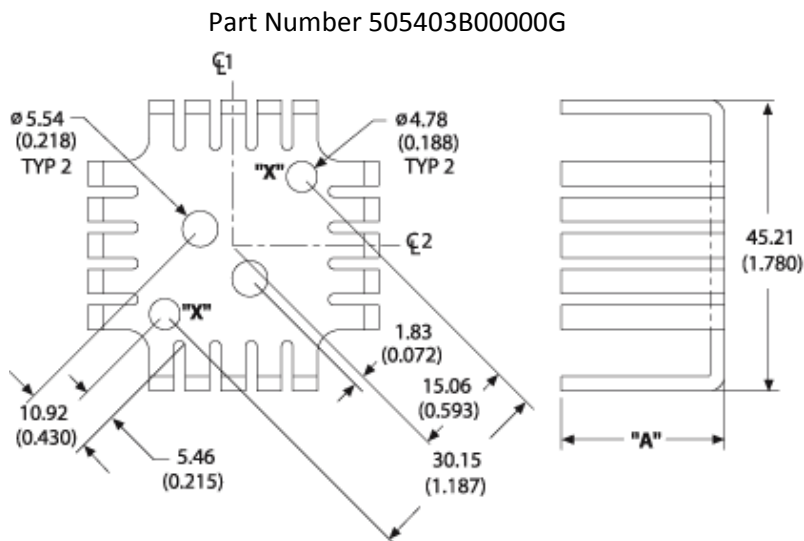 Part Number 505403B00000G
℄1
ø5.54
(0.218)
TYP 2
ø4.78
(0.188)
TYP 2
"X"
℄2
45.21
(1.780)
"X"
1.83
(0.072)
15.06
(0.593)
10.92
(0.430)
5.46
(0.215)
30.15
(1.187)
"A"